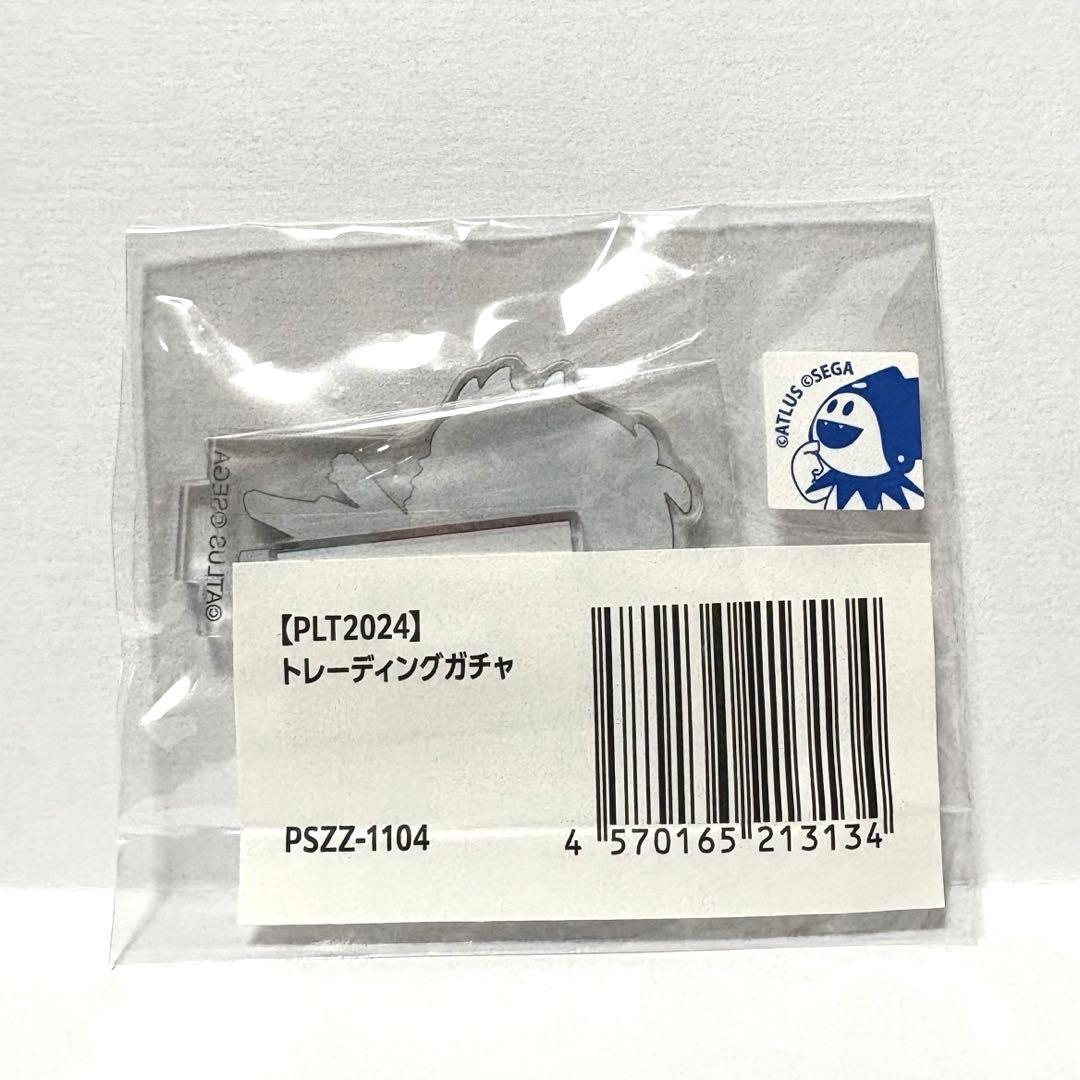 ©ATLUS ©SEGA
©ATLUS ©SEGA
【PLT2024】
トレーディングガチャ
PSZZ-1104
4 570165 213134